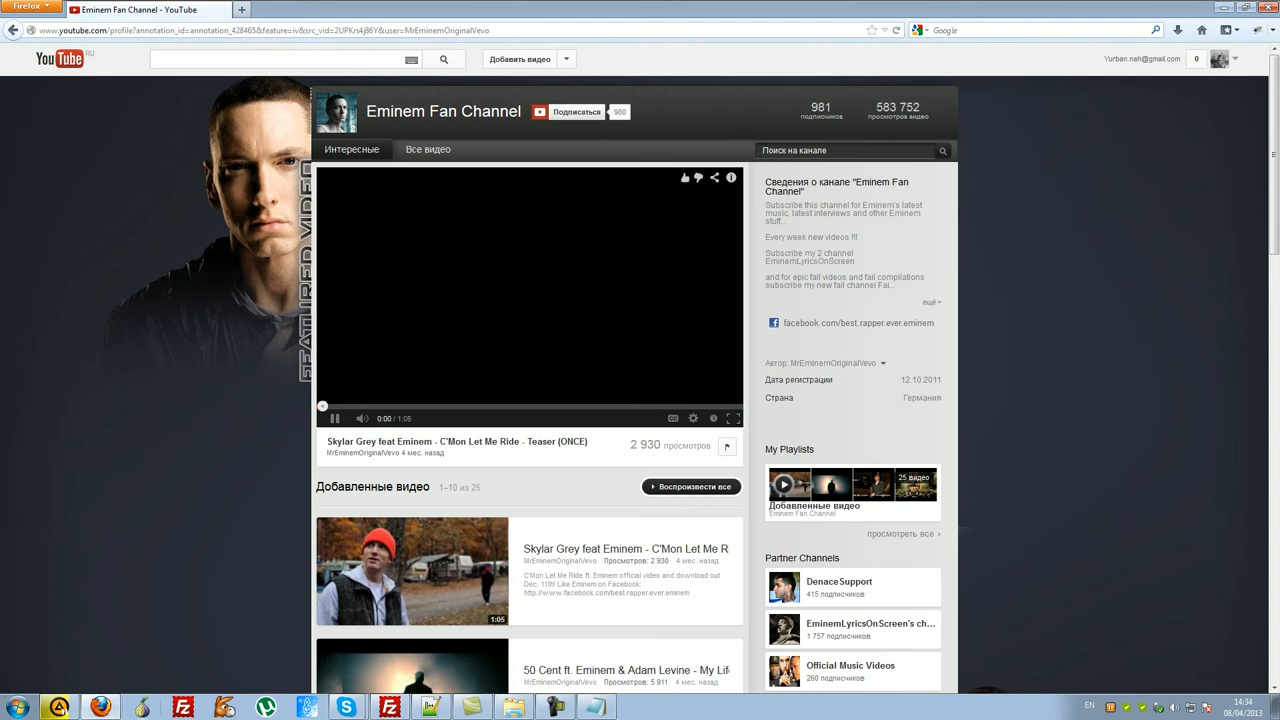 Firefox
Eminem Fan Channel - YouTube
www.youtube.com/profile?annotation_id=annotation_428465&feature=iv&src_vid=2UPKrs4j86Y&user=MrEminemOriginalVevo
Google
YouTube RU
Добавить видео
Yurban.nah@gmail.com
0
Eminem Fan Channel
Подписаться
980
981
подписчиков
583 752
просмотров видео
Интересные
Все видео
Поиск на канале
FEATURED VIDEO
0:00 / 1:05
Skylar Grey feat Eminem - C'Mon Let Me Ride - Teaser (ONCE)
MrEminemOriginalVevo 4 мес. назад
2 930 просмотров
Добавленные видео
1–10 из 25
Воспроизвести все
1:05
Skylar Grey feat Eminem - C'Mon Let Me R
MrEminemOriginalVevo Просмотров: 2 930 4 мес. назад
C'Mon Let Me Ride ft. Eminem official video and download out
Dec. 11th! Like Eminem on Facebook:
http://www.facebook.com/best.rapper.ever.eminem
50 Cent ft. Eminem & Adam Levine - My Lif
MrEminemOriginalVevo Просмотров: 5 911 4 мес. назад
Сведения о канале "Eminem Fan
Channel"
Subscribe this channel for Eminem's latest
music, latest interviews and other Eminem
stuff...
Every week new videos !!!
Subscribe my 2 channel
EminemLyricsOnScreen
and for epic fail videos and fail compilations
subscribe my new fail channel Fai...
ещё
facebook.com/best.rapper.ever.eminem
Автор: MrEminemOriginalVevo
Дата регистрации
12.10.2011
Страна
Германия
My Playlists
25 видео
Добавленные видео
Eminem Fan Channel
просмотреть все ›
Partner Channels
DenaceSupport
415 подписчиков
EminemLyricsOnScreen's ch...
1 757 подписчиков
Official Music Videos
260 подписчиков
EN
14:34
08/04/2013